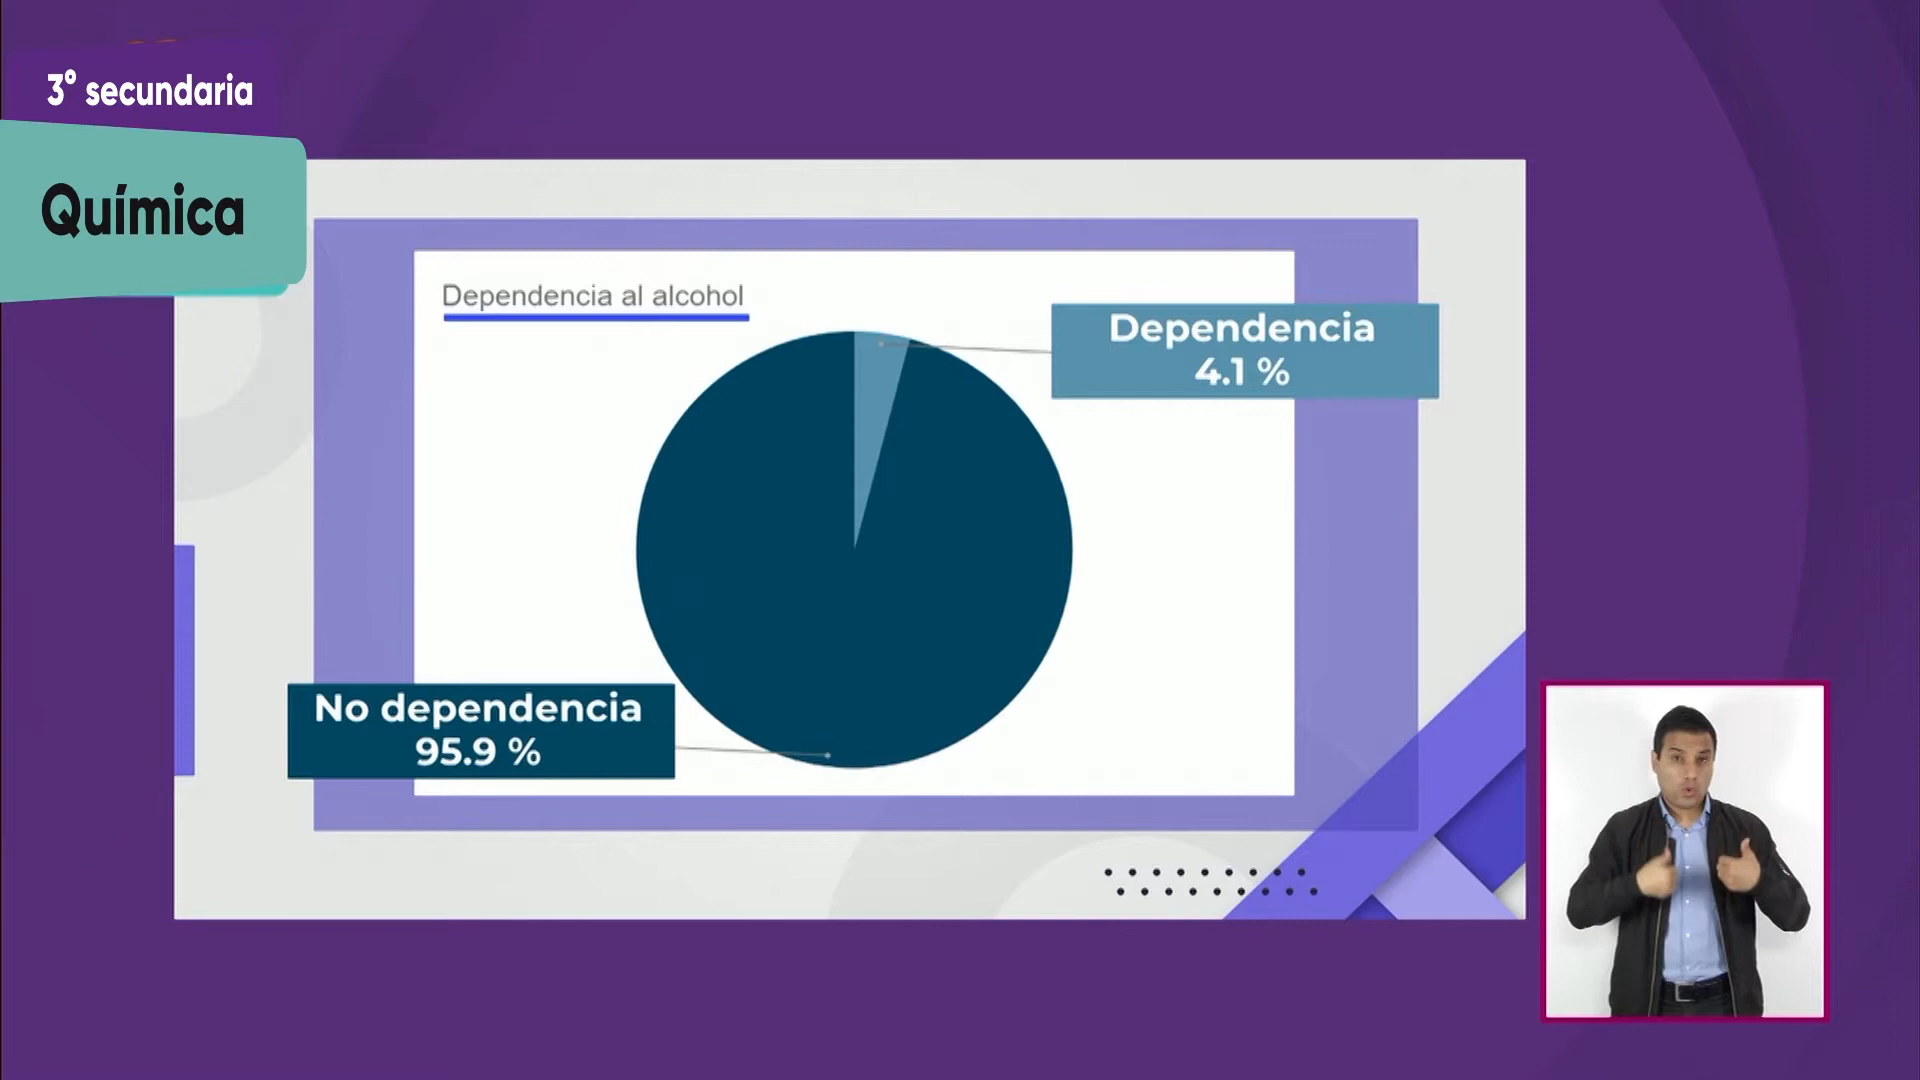 3° secundaria
Química
Dependencia al alcohol
Dependencia
4.1 %
No dependencia
95.9 %